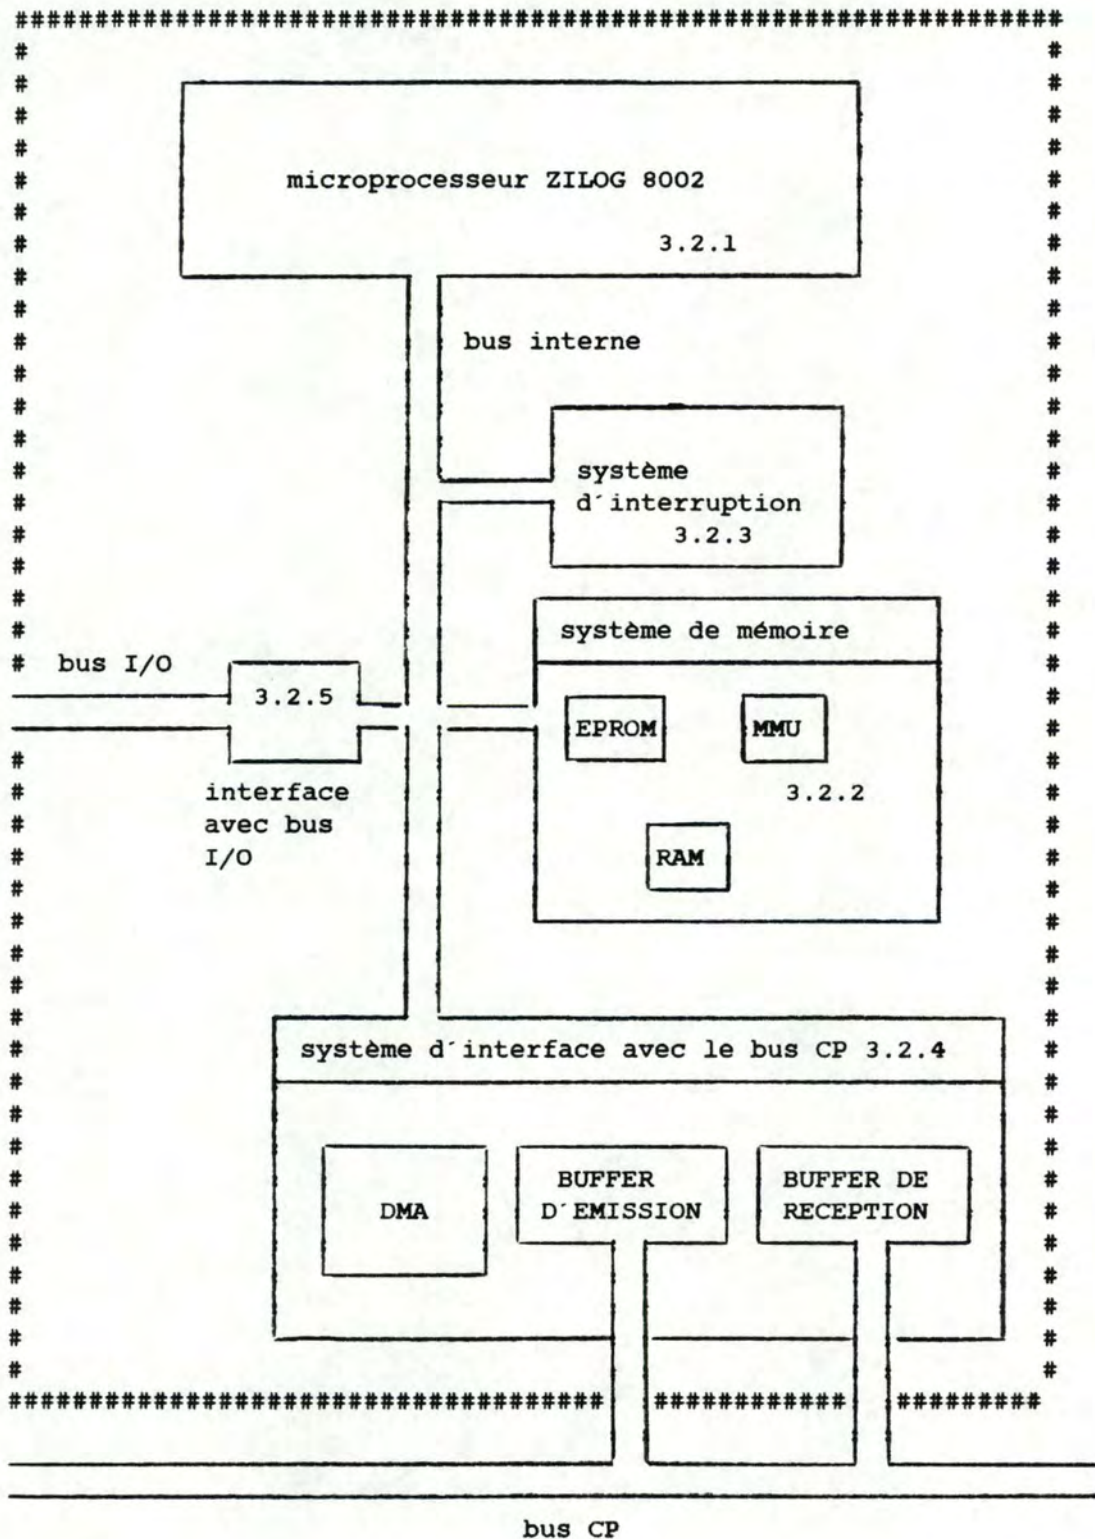 microprocesseur ZILOG 8002
3.2.1
bus interne
système
d´interruption
3.2.3
système de mémoire
bus I/O
3.2.5
EPROM
MMU
3.2.2
interface
avec bus
I/O
RAM
système d´interface avec le bus CP 3.2.4
DMA
BUFFER
D´EMISSION
BUFFER DE
RECEPTION
bus CP